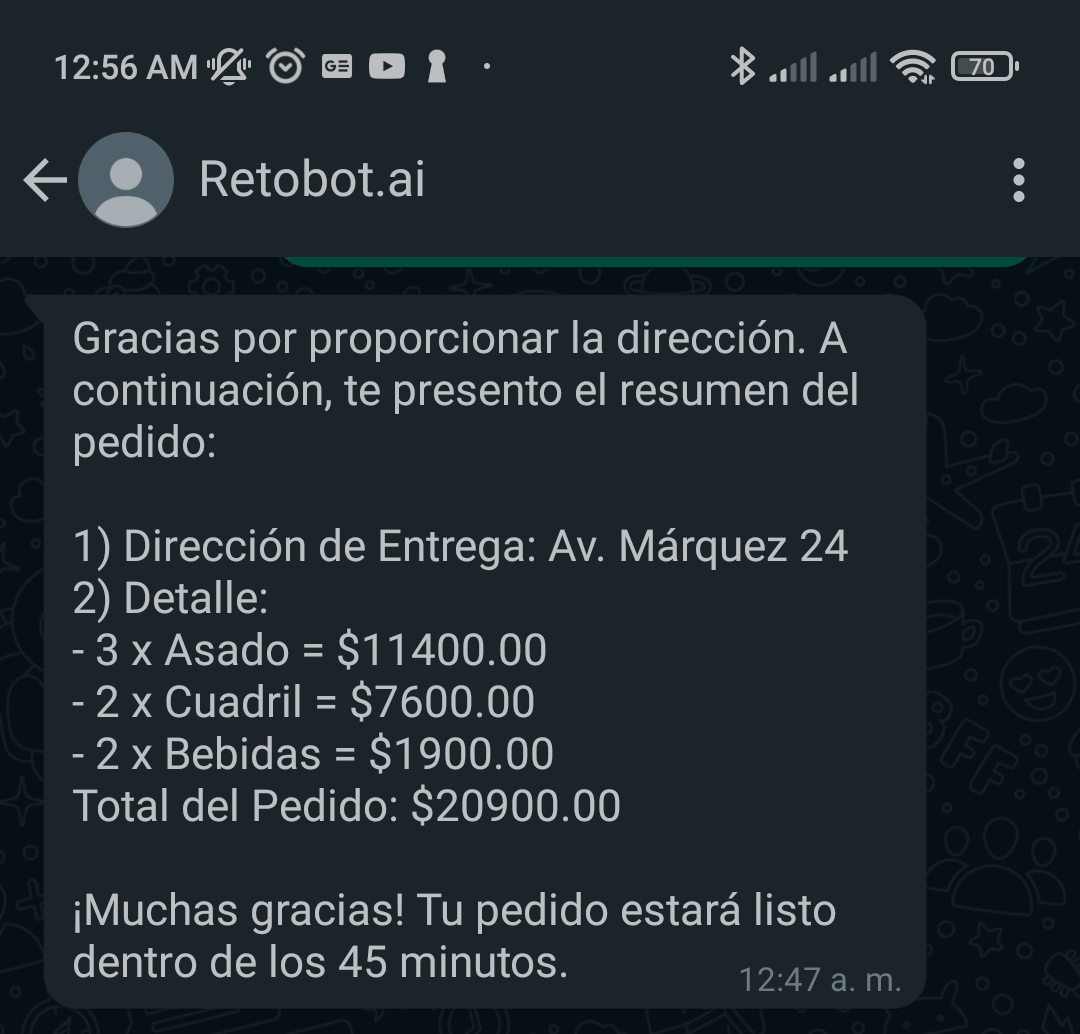 12:56 AM
GE
70
Retobot.ai
Gracias por proporcionar la dirección. A
continuación, te presento el resumen del
pedido:
1) Dirección de Entrega: Av. Márquez 24
2) Detalle:
- 3 x Asado = $11400.00
- 2 x Cuadril = $7600.00
- 2 x Bebidas = $1900.00
Total del Pedido: $20900.00
¡Muchas gracias! Tu pedido estará listo
dentro de los 45 minutos.
12:47 a. m.